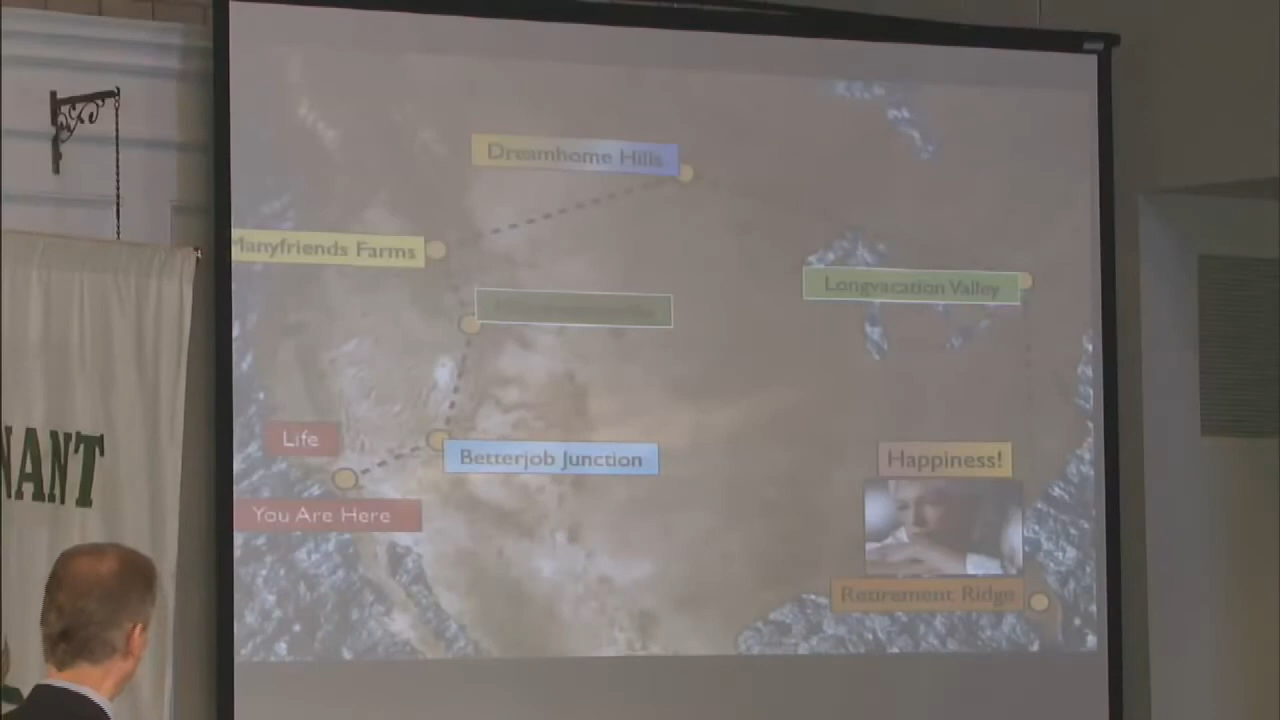 Dreamhome Hills
Manyfriends Farms
Longvacation Valley
Life
Betterjob Junction
Happiness!
NANT
You Are Here
Retirement Ridge